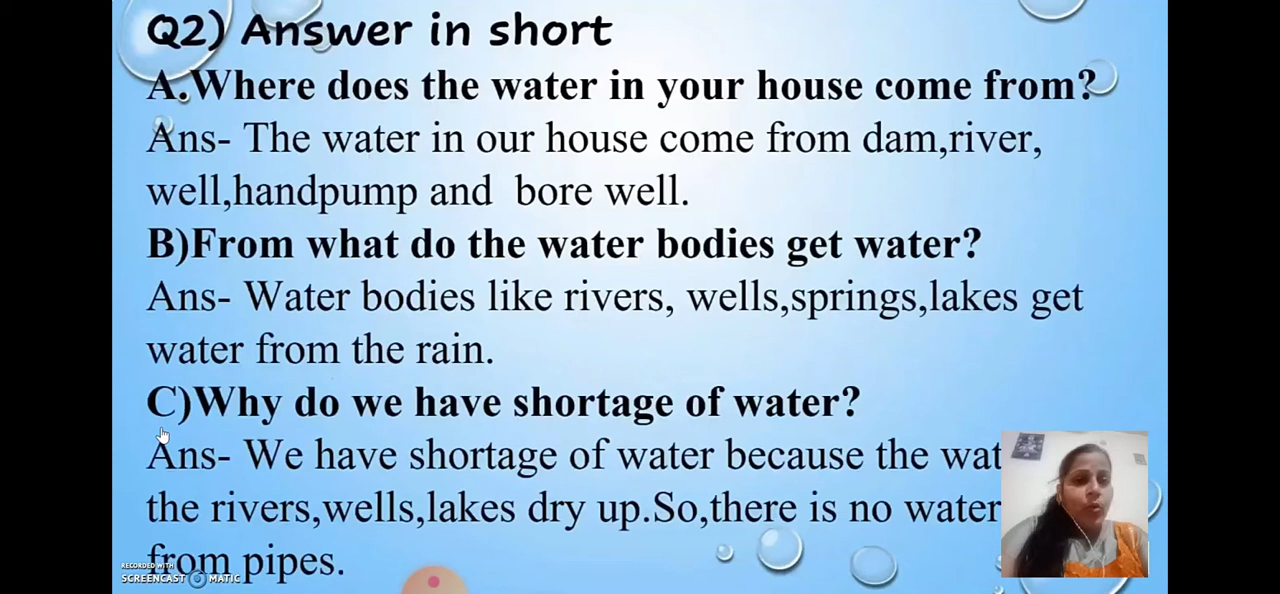 Q2) Answer in short
A.Where does the water in your house come from?
Ans- The water in our house come from dam,river,
well,handpump and bore well.
B)From what do the water bodies get water?
Ans- Water bodies like rivers, wells,springs,lakes get
water from the rain.
C)Why do we have shortage of water?
Ans- We have shortage of water because the
the rivers,wells,lakes dry up.So,there is no water
from pipes.
RECORDED WITH
SCREENCAST MATIC